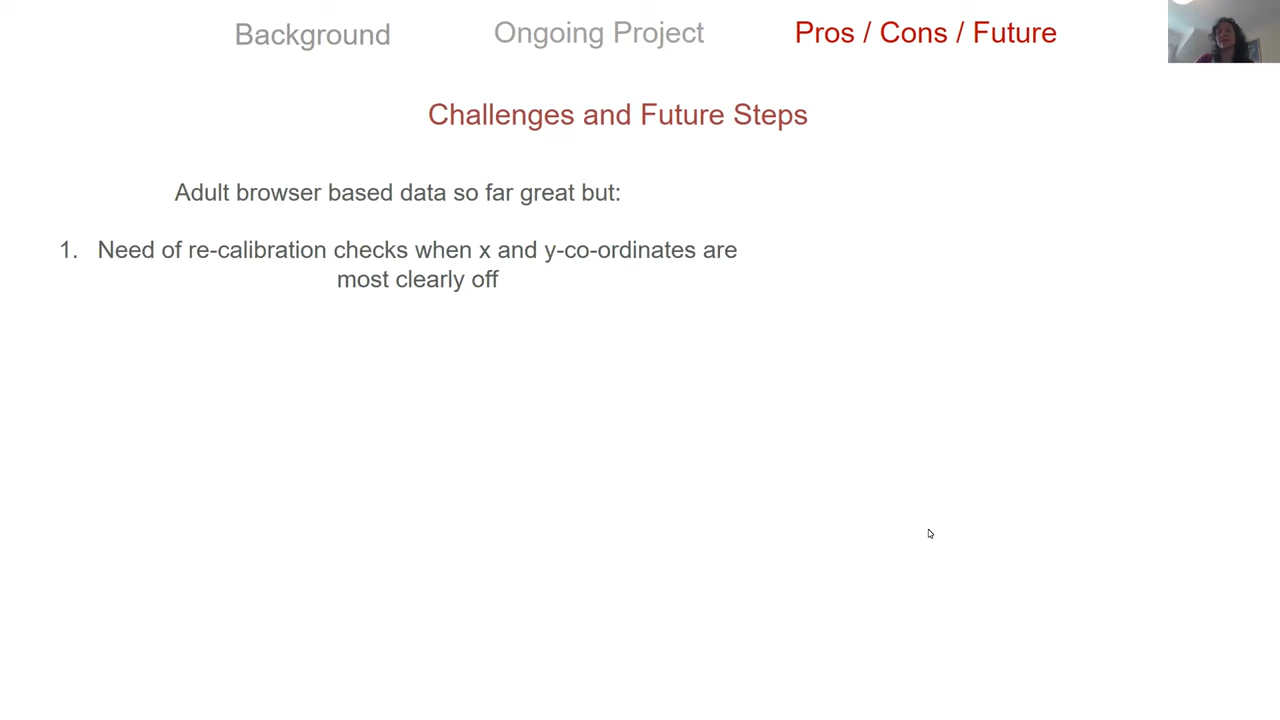 Background
Ongoing Project
Pros / Cons / Future
Challenges and Future Steps
Adult browser based data so far great but:
1. Need of re-calibration checks when x and y-co-ordinates are
most clearly off